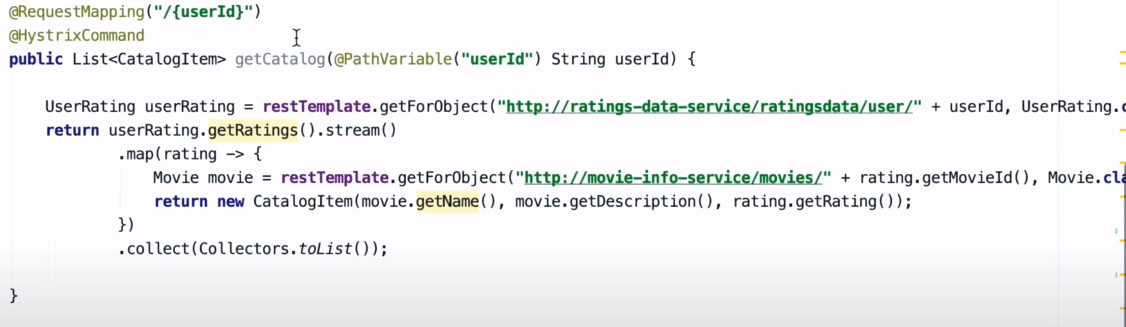 @RequestMapping("/{userId}")
@HystrixCommand
public List<CatalogItem> getCatalog(@PathVariable("userId") String userId) {
UserRating userRating = restTemplate.getForObject("http://ratings-data-service/ratingsdata/user/" + userId, UserRating.c
return userRating.getRatings().stream()
.map(rating -> {
Movie movie = restTemplate.getForObject("http://movie-info-service/movies/" + rating.getMovieId(), Movie.cla
return new CatalogItem(movie.getName(), movie.getDescription(), rating.getRating());
})
.collect(Collectors.toList());
}